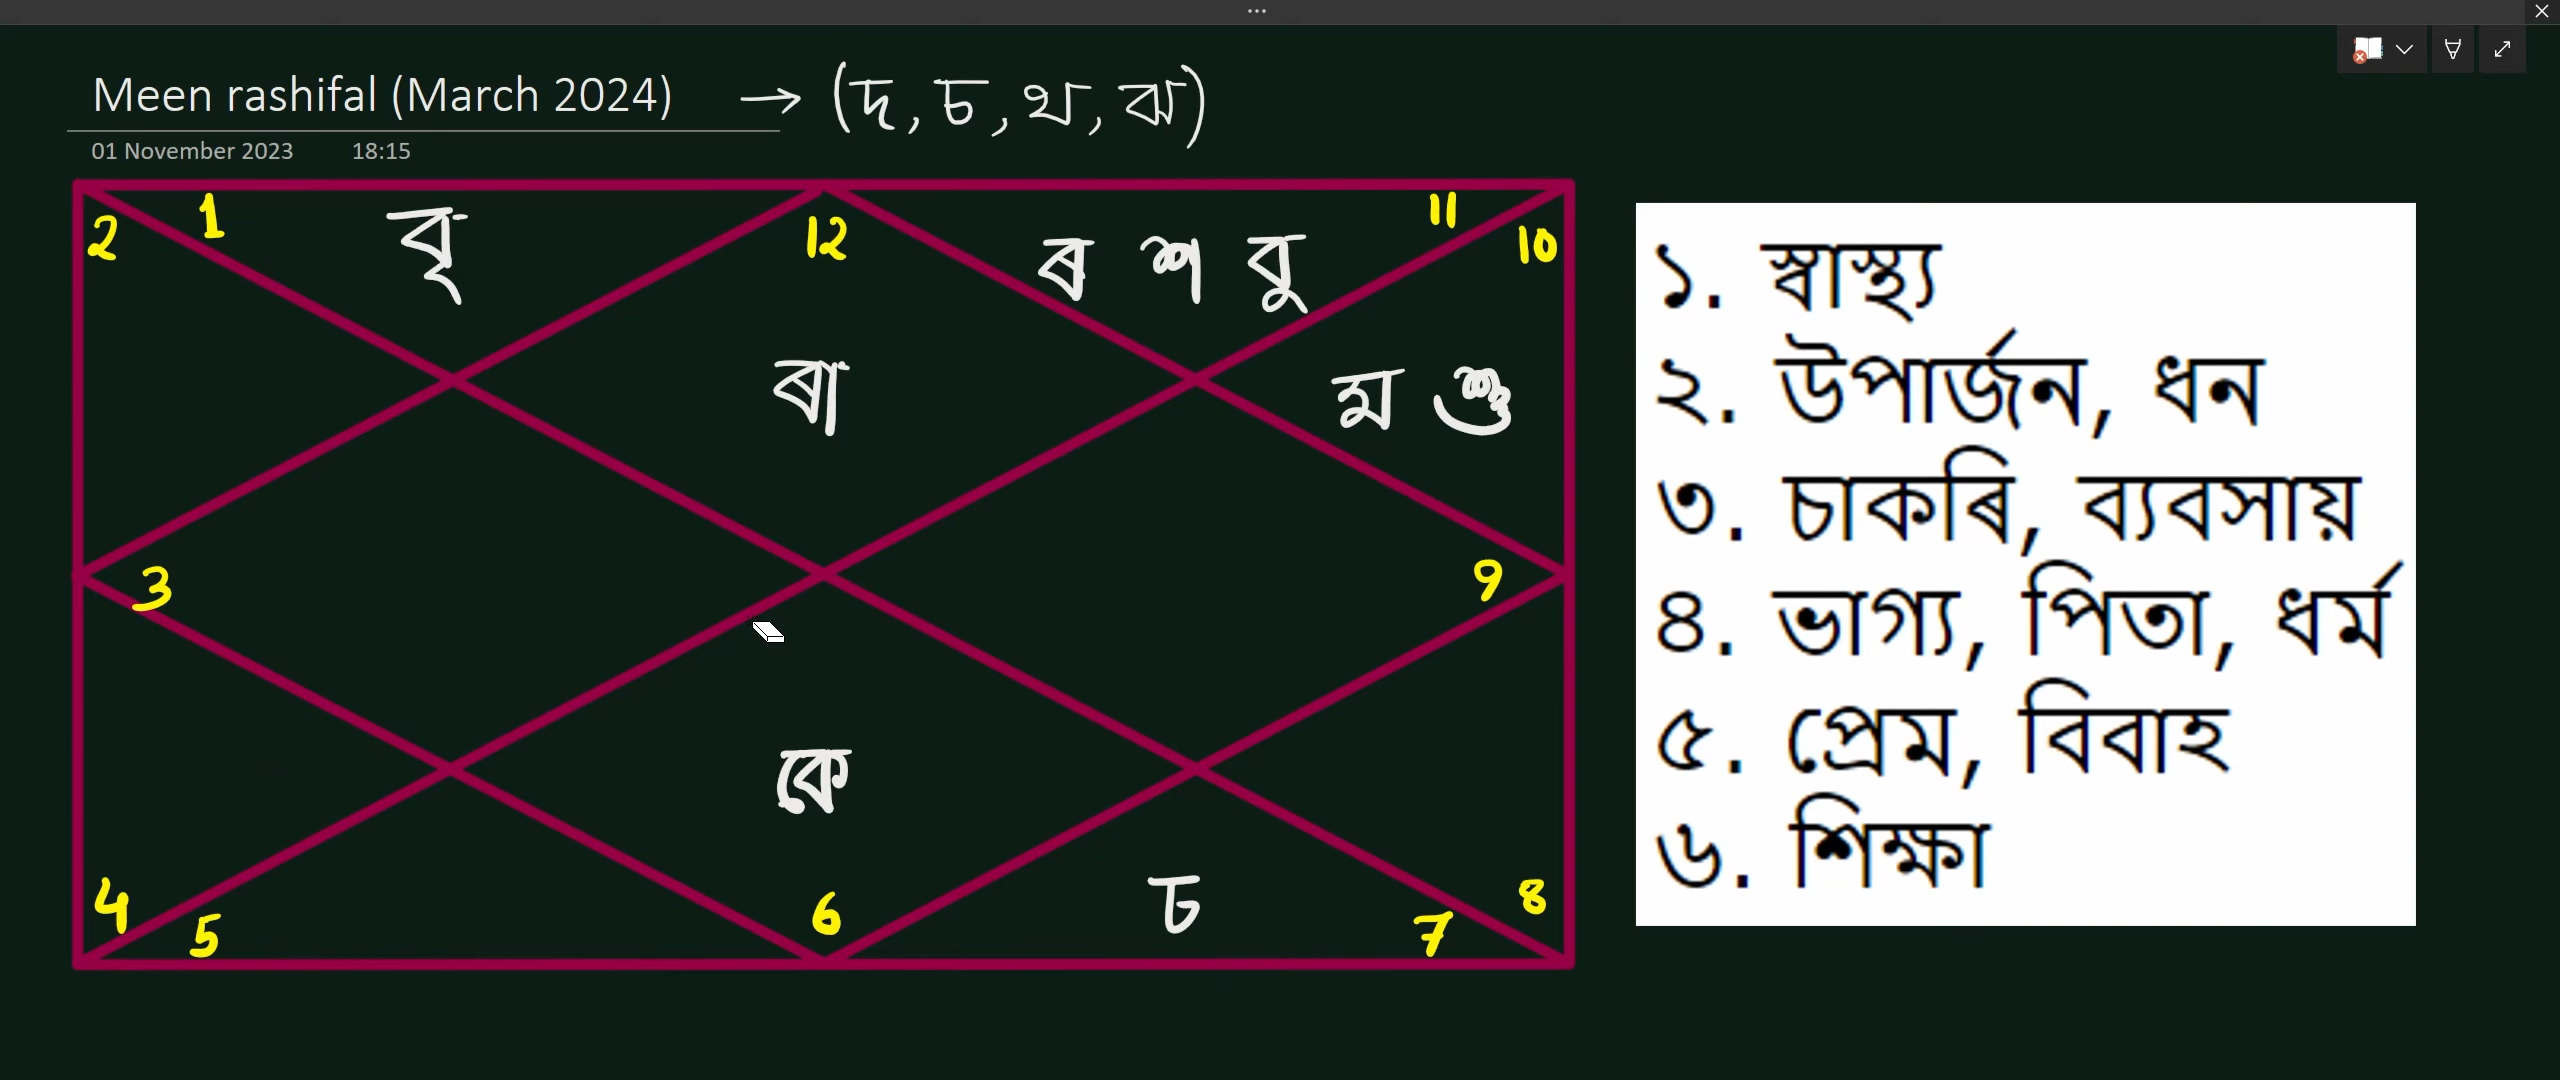 Meen rashifal (March 2024) → (দ, চ, থ, ঝ)
01 November 2023 18:15
2 1 বৃ 12 ৰ শ বু 11 10
ৰা ম শু
3 9
কে
4 5 6 চ 7 8
১. স্বাস্থ্য
২. উপাৰ্জন, ধন
৩. চাকৰি, ব্যবসায়
৪. ভাগ্য, পিতা, ধৰ্ম
৫. প্ৰেম, বিবাহ
৬. শিক্ষা